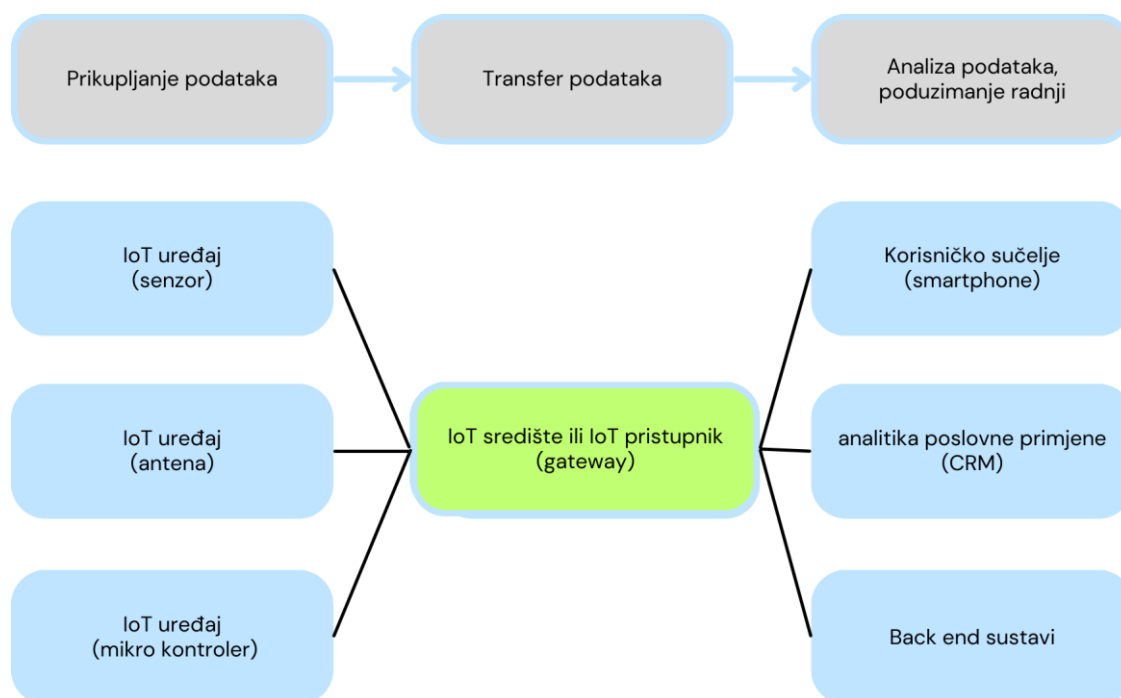 Prikupljanje podataka
Transfer podataka
Analiza podataka,
poduzimanje radnji
IoT uređaj
(senzor)
Korisničko sučelje
(smartphone)
IoT uređaj
(antena)
IoT središte ili IoT pristupnik
(gateway)
analitika poslovne primjene
(CRM)
IoT uređaj
(mikro kontroler)
Back end sustavi